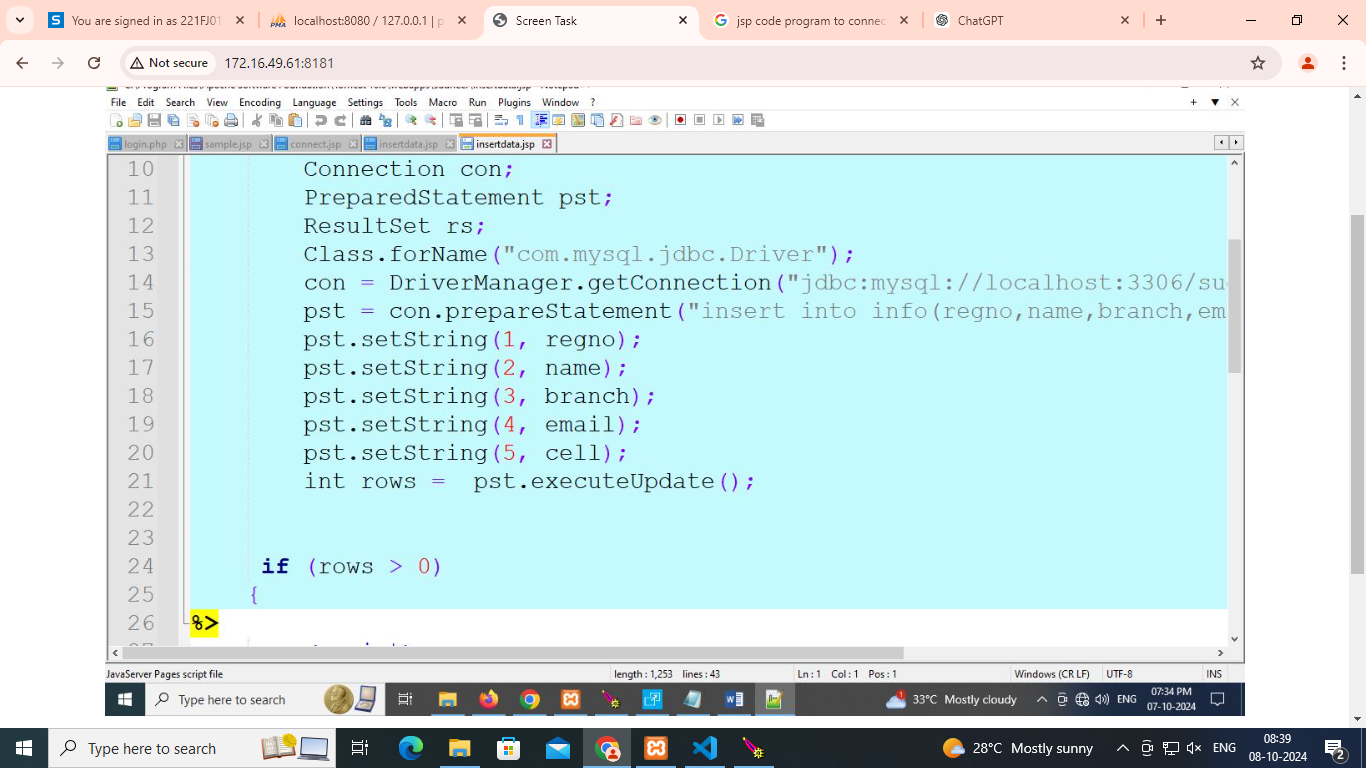 You are signed in as 221FJ01
localhost:8080 / 127.0.0.1 | p
Screen Task
jsp code program to connec
ChatGPT
Not secure
172.16.49.61:8181
File Edit Search View Encoding Language Settings Tools Macro Run Plugins Window ?
login.php sample.jsp connect.jsp insertdata.jsp insertdata.jsp
10 Connection con;
11 PreparedStatement pst;
12 ResultSet rs;
13 Class.forName("com.mysql.jdbc.Driver");
14 con = DriverManager.getConnection("jdbc:mysql://localhost:3306/su
15 pst = con.prepareStatement("insert into info(regno,name,branch,em
16 pst.setString(1, regno);
17 pst.setString(2, name);
18 pst.setString(3, branch);
19 pst.setString(4, email);
20 pst.setString(5, cell);
21 int rows =  pst.executeUpdate();
22
23
24 if (rows > 0)
25 {
26 %>
JavaServer Pages script file length : 1,253 lines : 43 Ln : 1 Col : 1 Pos : 1 Windows (CR LF) UTF-8 INS
Type here to search 33°C Mostly cloudy ENG 07:34 PM
07-10-2024
Type here to search 28°C Mostly sunny ENG 08:39
08-10-2024 2